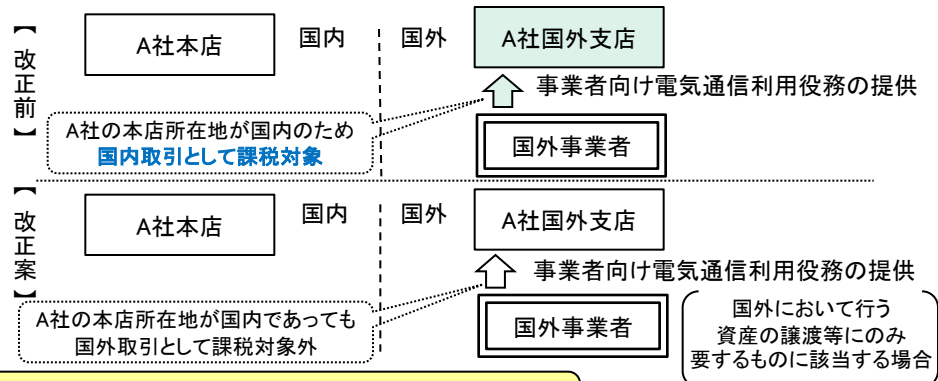 【改正前】
A社本店
国内
国外
A社国外支店
事業者向け電気通信利用役務の提供
A社の本店所在地が国内のため
国内取引として課税対象
国外事業者
【改正案】
A社本店
国内
国外
A社国外支店
事業者向け電気通信利用役務の提供
A社の本店所在地が国内であっても
国外取引として課税対象外
国外事業者
国外において行う
資産の譲渡等にのみ
要するものに該当する場合